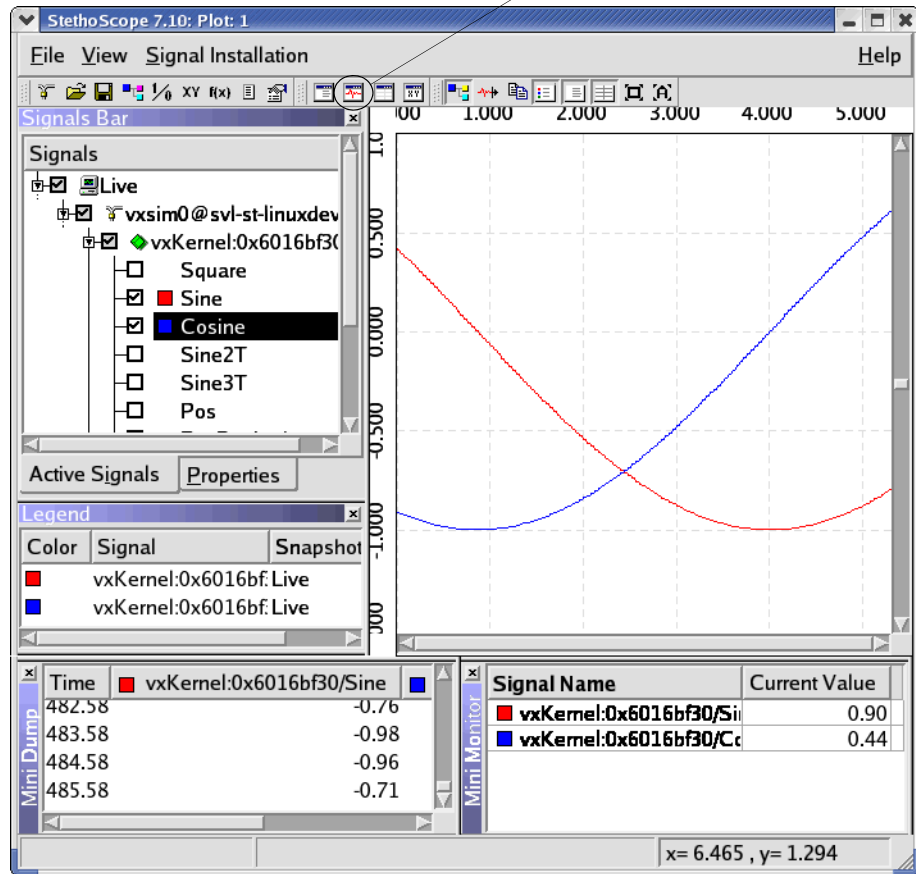 StethoScope 7.10: Plot: 1
File View Signal Installation Help
XY f(x)
Signals Bar
Signals
Live
vxsim0@svl-st-linuxdev
vxKernel:0x6016bf30
Square
Sine
Cosine
Sine2T
Sine3T
Pos
Active Signals Properties
Legend
Color Signal Snapshot
vxKernel:0x6016bf: Live
vxKernel:0x6016bf: Live
00 1.000 2.000 3.000 4.000 5.000
1.0
0.500
0.000
-0.500
-1.000
Mini Dump
Time vxKernel:0x6016bf30/Sine
482.58 -0.76
483.58 -0.98
484.58 -0.96
485.58 -0.71
Mini Monitor
Signal Name Current Value
vxKernel:0x6016bf30/Si 0.90
vxKernel:0x6016bf30/Co 0.44
x= 6.465 , y= 1.294